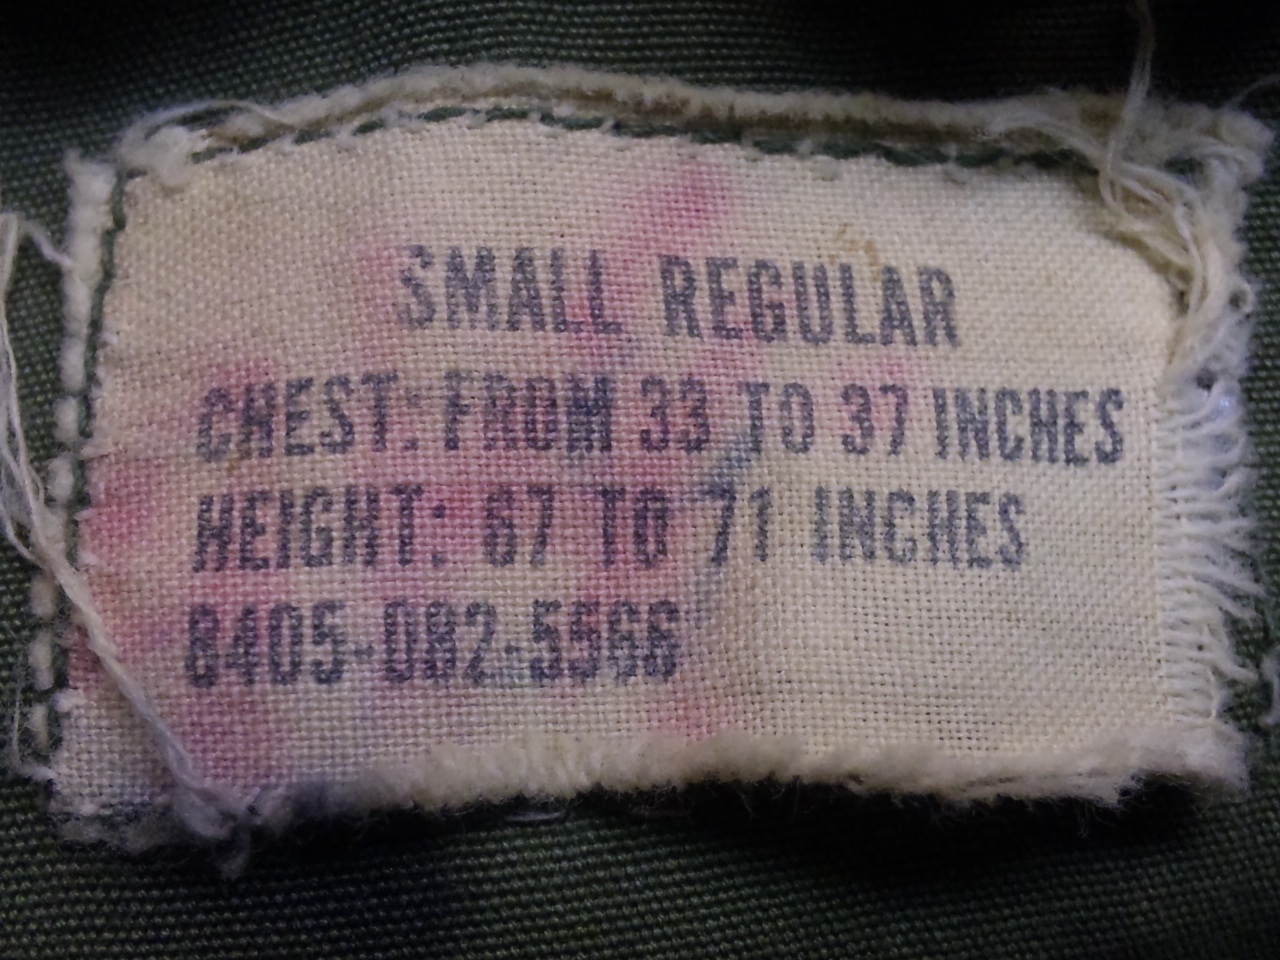 SMALL REGULAR
CHEST: FROM 33 TO 37 INCHES
HEIGHT: 67 TO 71 INCHES
8405-082-5566